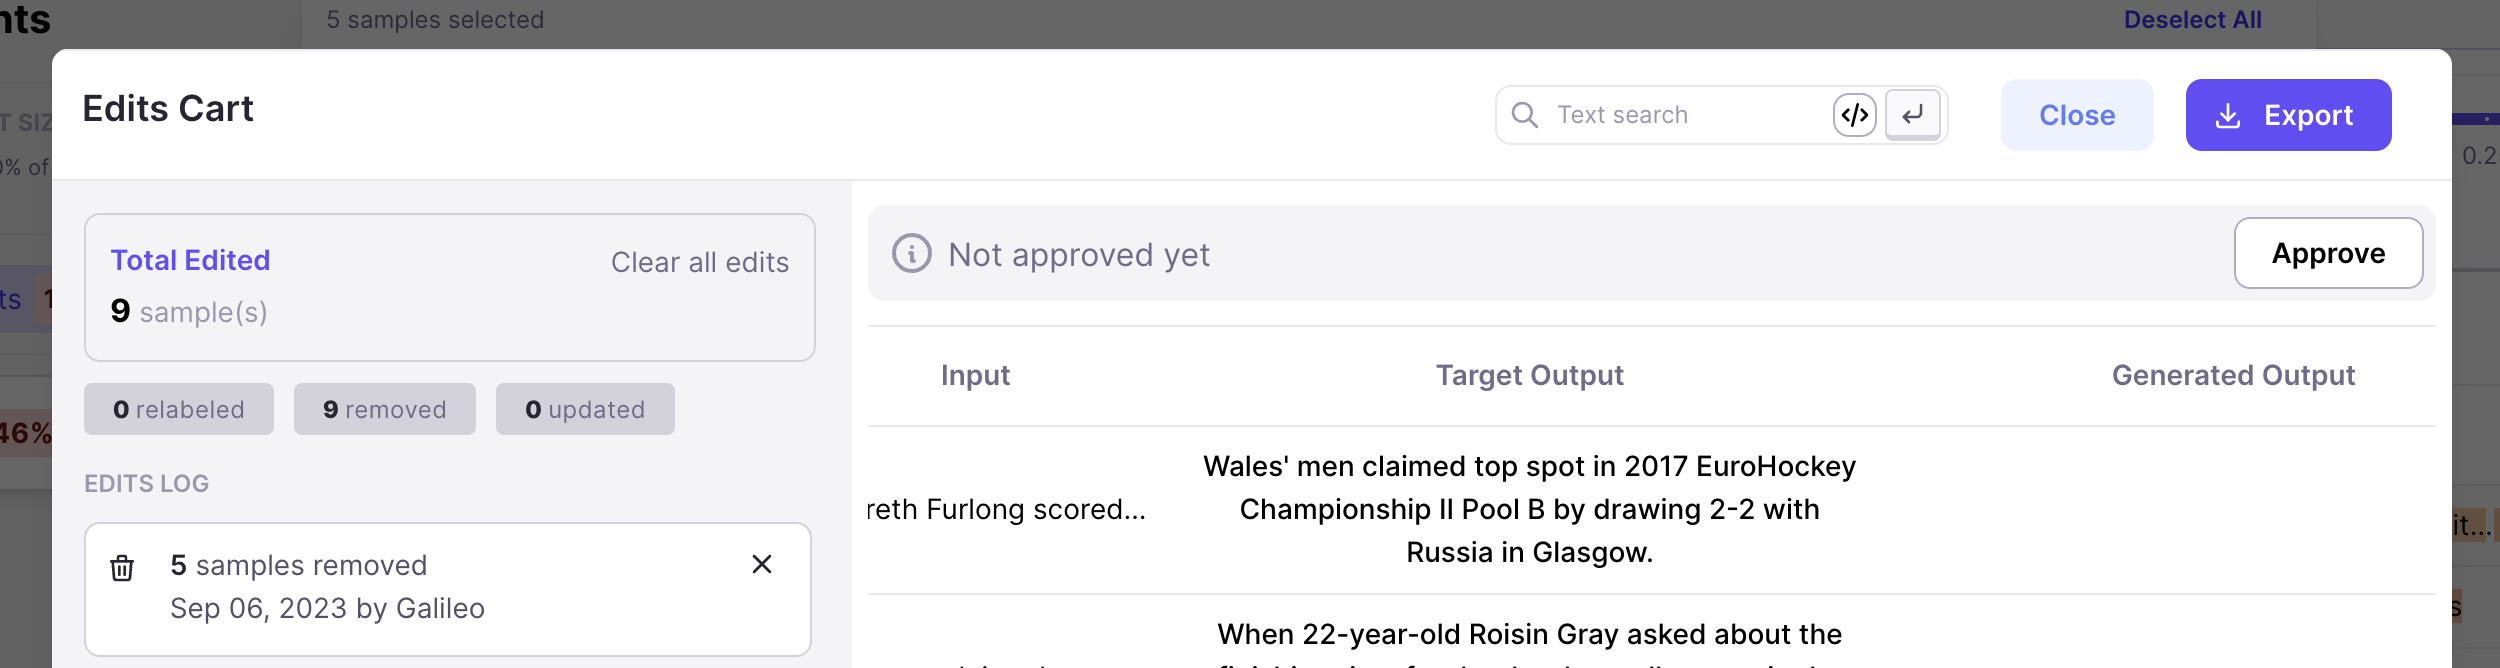 nts
5 samples selected
Deselect All
Edits Cart
Text search
</>
Close
Export
T SIZ
0% of
0.2
Total Edited
Clear all edits
9 sample(s)
Not approved yet
Approve
ts 1
0 relabeled
9 removed
0 updated
Input
Target Output
Generated Output
46%
EDITS LOG
Wales' men claimed top spot in 2017 EuroHockey
reth Furlong scored...
Championship II Pool B by drawing 2-2 with
Russia in Glasgow.
it...
5 samples removed
Sep 06, 2023 by Galileo
s
When 22-year-old Roisin Gray asked about the